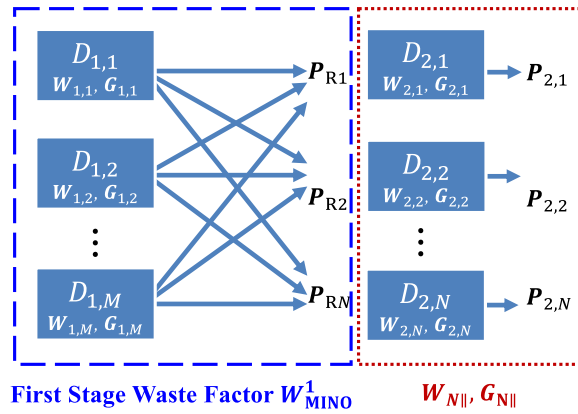 D1,1
W1,1, G1,1
PR1
D2,1
W2,1, G2,1
P2,1
D1,2
W1,2, G1,2
PR2
D2,2
W2,2, G2,2
P2,2
⋮
⋮
D1,M
W1,M, G1,M
PRN
D2,N
W2,N, G2,N
P2,N
First Stage Waste Factor W¹MINO
WN∥, GN∥